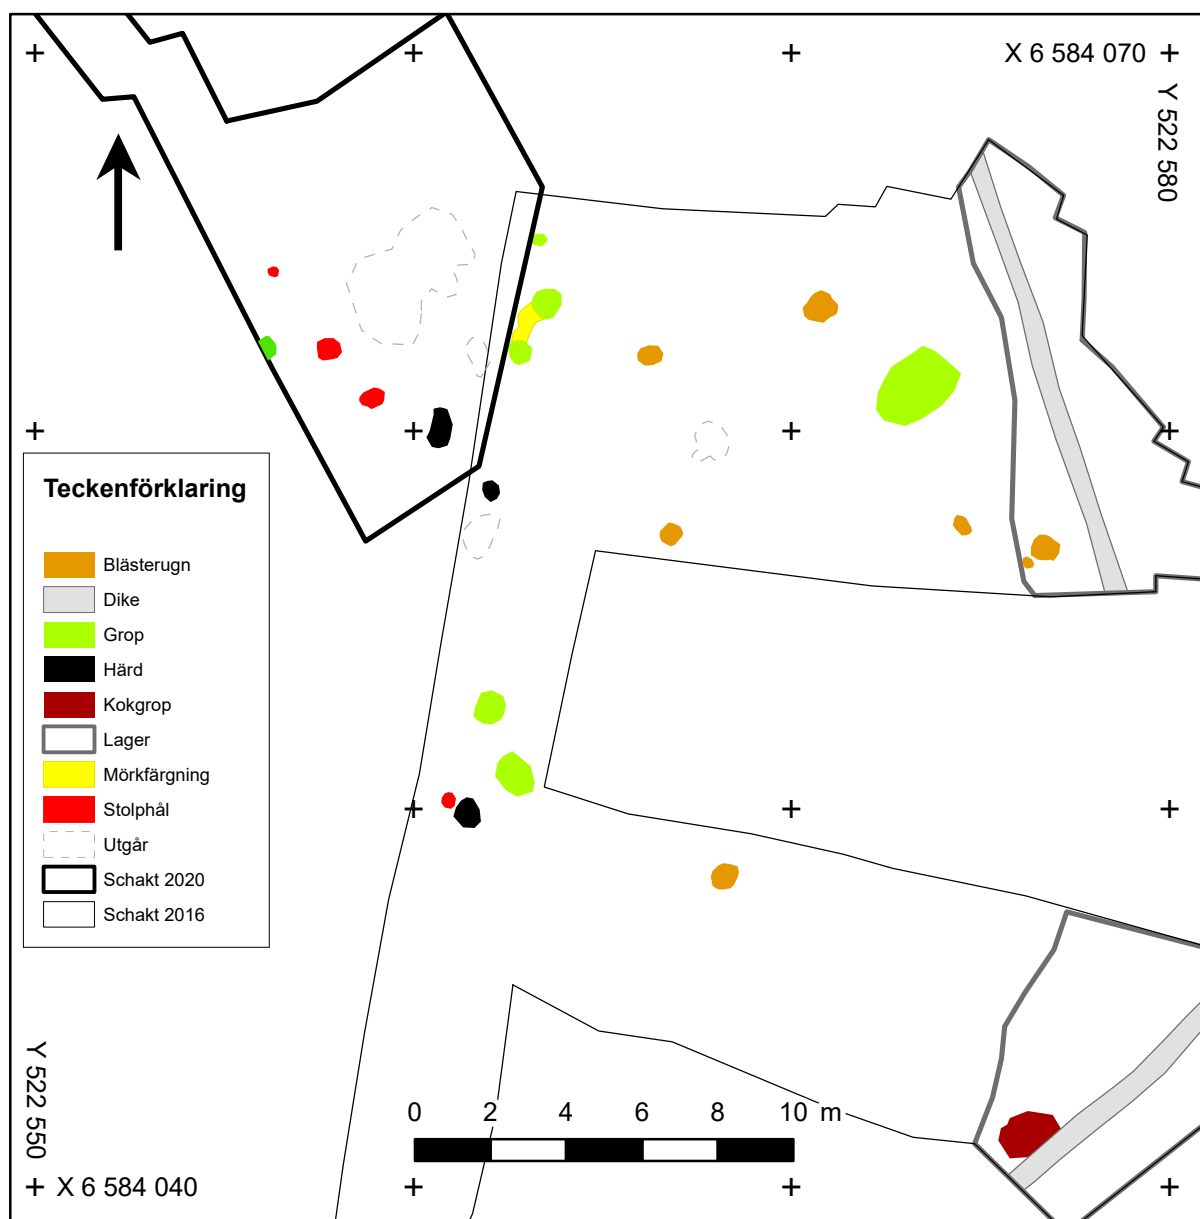 X 6 584 070
Y 522 580
Teckenförklaring
Blästerugn
Dike
Grop
Härd
Kokgrop
Lager
Mörkfärgning
Stolphål
Utgår
Schakt 2020
Schakt 2016
Y 522 550
0 2 4 6 8 10 m
X 6 584 040